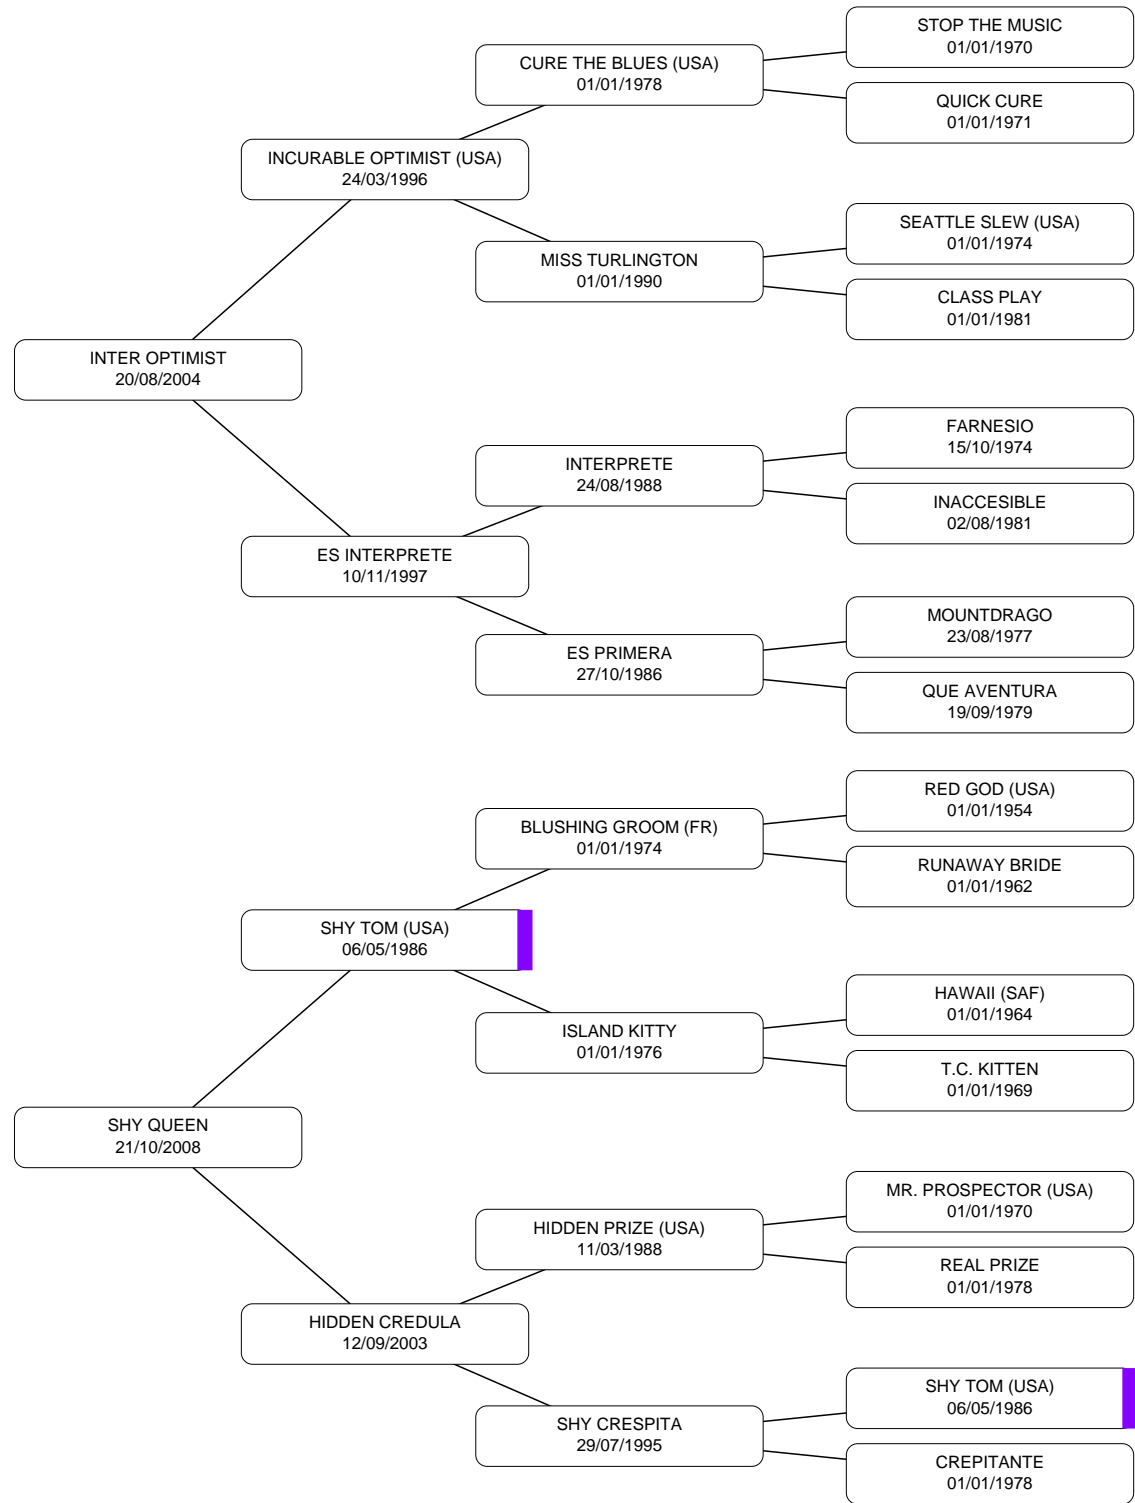 STOP THE MUSIC
01/01/1970
CURE THE BLUES (USA)
01/01/1978
QUICK CURE
01/01/1971
INCURABLE OPTIMIST (USA)
24/03/1996
SEATTLE SLEW (USA)
01/01/1974
MISS TURLINGTON
01/01/1990
CLASS PLAY
01/01/1981
INTER OPTIMIST
20/08/2004
FARNESIO
15/10/1974
INTERPRETE
24/08/1988
INACCESIBLE
02/08/1981
ES INTERPRETE
10/11/1997
MOUNTDRAGO
23/08/1977
ES PRIMERA
27/10/1986
QUE AVENTURA
19/09/1979
RED GOD (USA)
01/01/1954
BLUSHING GROOM (FR)
01/01/1974
RUNAWAY BRIDE
01/01/1962
SHY TOM (USA)
06/05/1986
HAWAII (SAF)
01/01/1964
ISLAND KITTY
01/01/1976
T.C. KITTEN
01/01/1969
SHY QUEEN
21/10/2008
MR. PROSPECTOR (USA)
01/01/1970
HIDDEN PRIZE (USA)
11/03/1988
REAL PRIZE
01/01/1978
HIDDEN CREDULA
12/09/2003
SHY TOM (USA)
06/05/1986
SHY CRESPITA
29/07/1995
CREPITANTE
01/01/1978